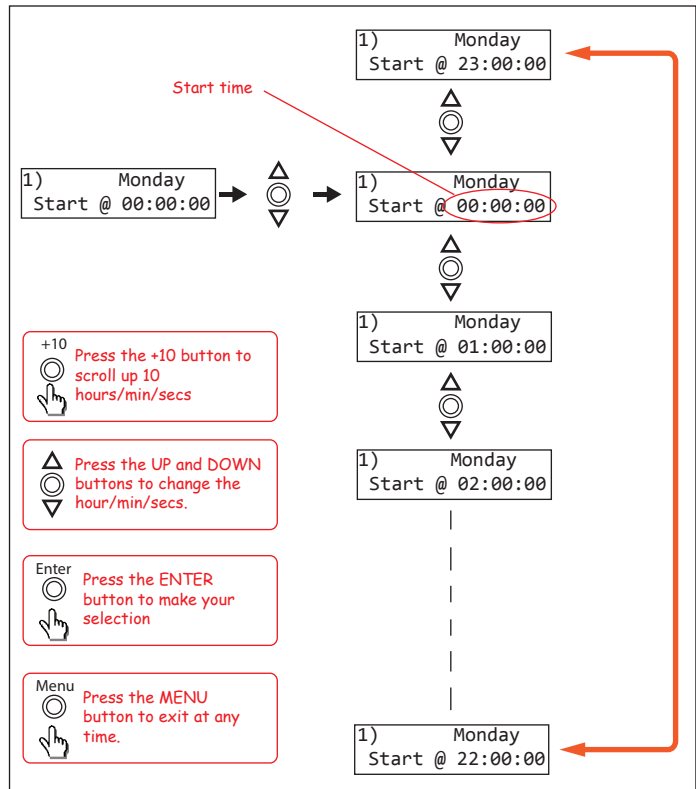 1) Monday
Start @ 23:00:00
Start time
1) Monday
Start @ 00:00:00
1) Monday
Start @ 00:00:00
1) Monday
Start @ 01:00:00
+10
Press the +10 button to
scroll up 10
hours/min/secs
Press the UP and DOWN
buttons to change the
hour/min/secs.
1) Monday
Start @ 02:00:00
Enter
Press the ENTER
button to make your
selection
Menu
Press the MENU
button to exit at any
time.
1) Monday
Start @ 22:00:00